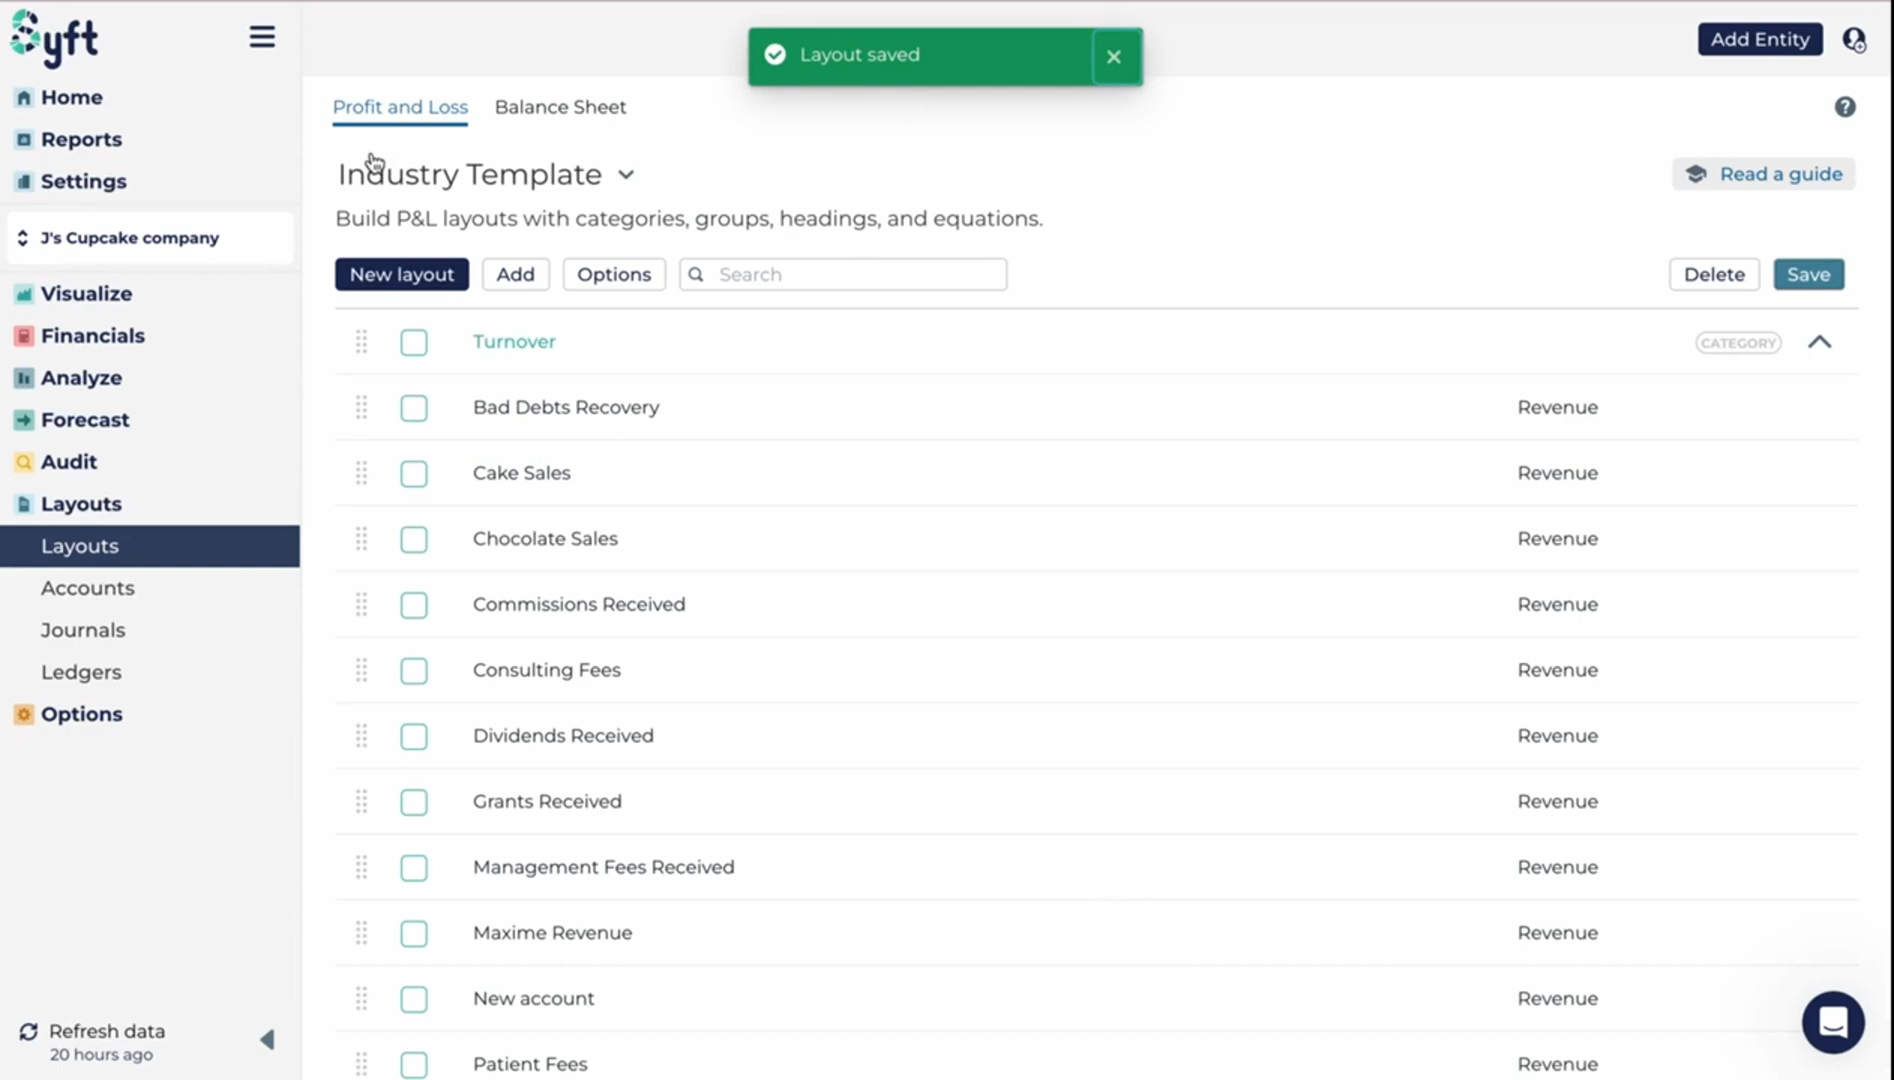 Syft
Layout saved
Add Entity
Home
Reports
Settings
J's Cupcake company
Visualize
Financials
Analyze
Forecast
Audit
Layouts
Layouts
Accounts
Journals
Ledgers
Options
Refresh data
20 hours ago
Profit and Loss Balance Sheet
Industry Template
Read a guide
Build P&L layouts with categories, groups, headings, and equations.
New layout Add Options Search Delete Save
Turnover CATEGORY
Bad Debts Recovery Revenue
Cake Sales Revenue
Chocolate Sales Revenue
Commissions Received Revenue
Consulting Fees Revenue
Dividends Received Revenue
Grants Received Revenue
Management Fees Received Revenue
Maxime Revenue Revenue
New account Revenue
Patient Fees Revenue